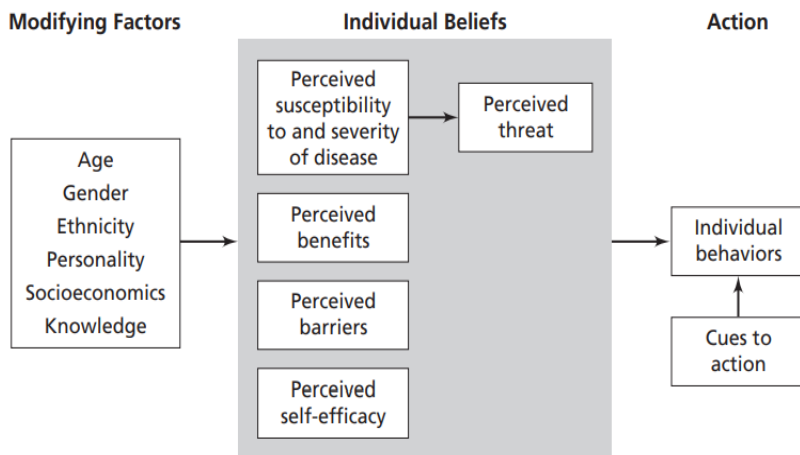 Modifying Factors
Individual Beliefs
Action
Age
Gender
Ethnicity
Personality
Socioeconomics
Knowledge
Perceived
susceptibility
to and severity
of disease
Perceived
threat
Perceived
benefits
Perceived
barriers
Perceived
self-efficacy
Individual
behaviors
Cues to
action